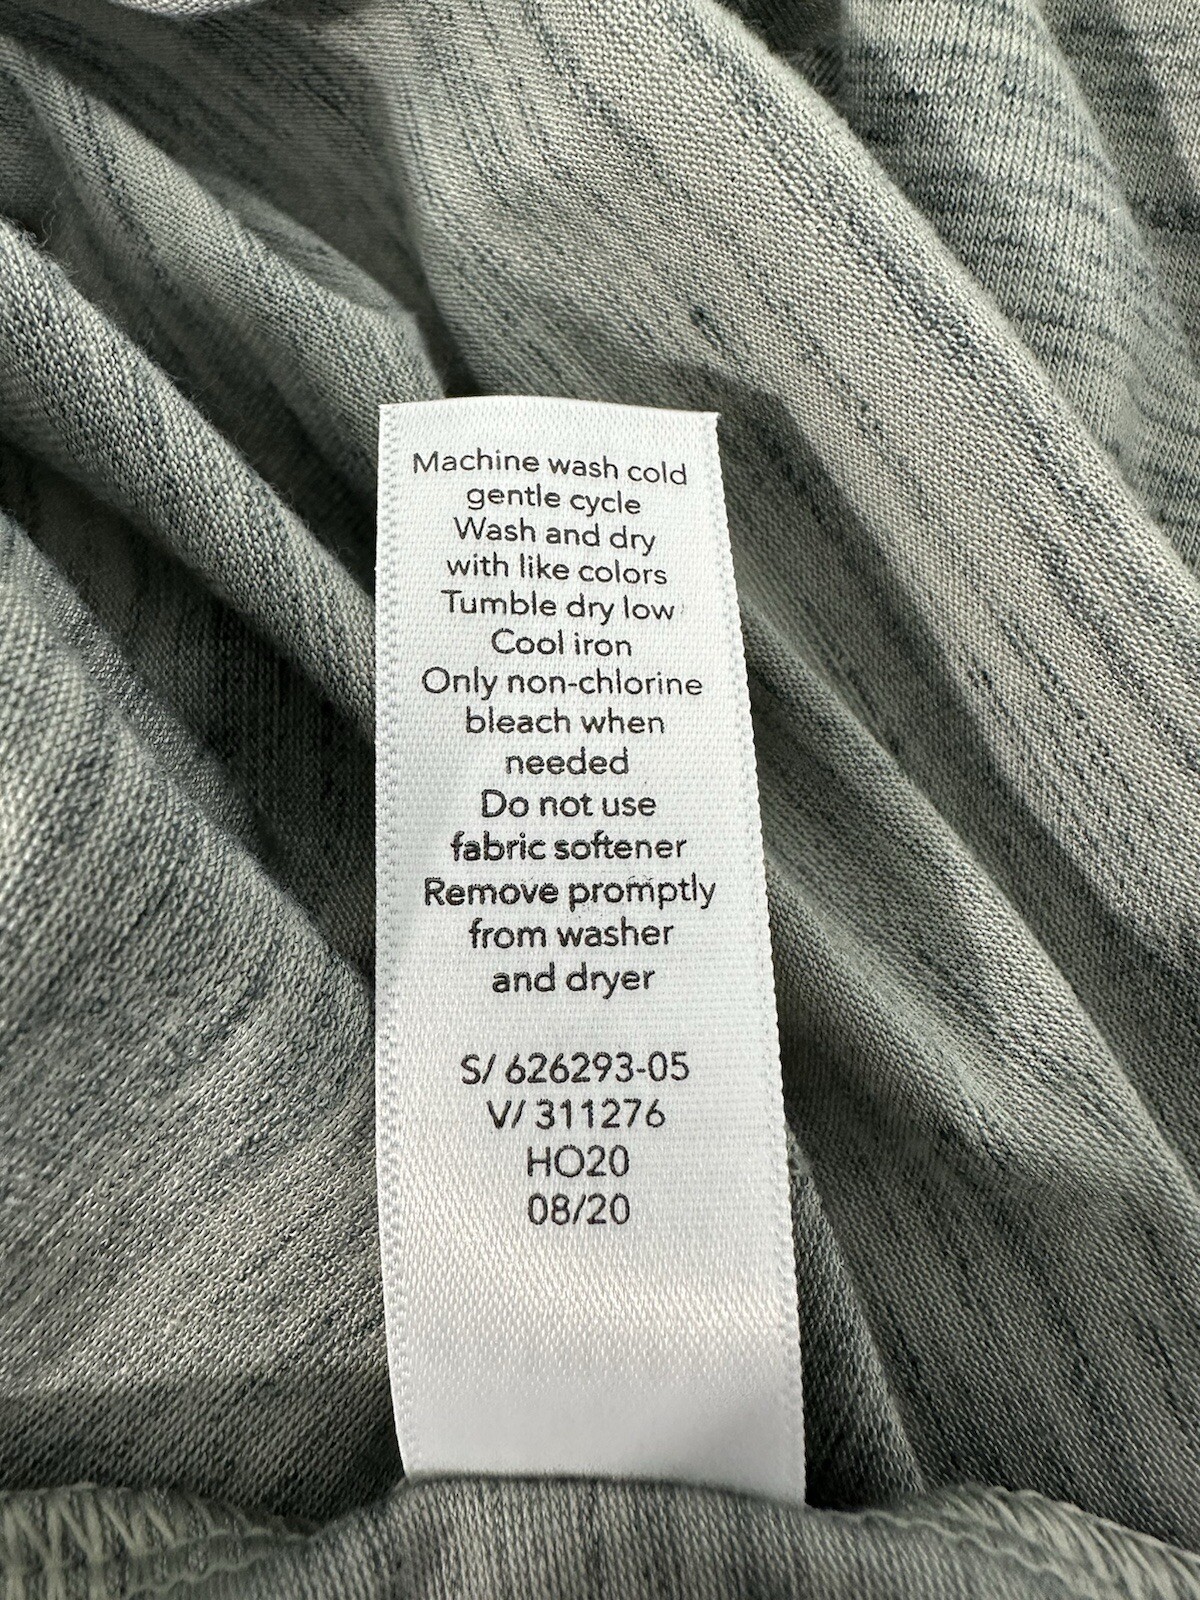 Machine wash cold
gentle cycle
Wash and dry
with like colors
Tumble dry low
Cool iron
Only non-chlorine
bleach when
needed
Do not use
fabric softener
Remove promptly
from washer
and dryer
S/ 626293-05
V/ 311276
HO20
08/20